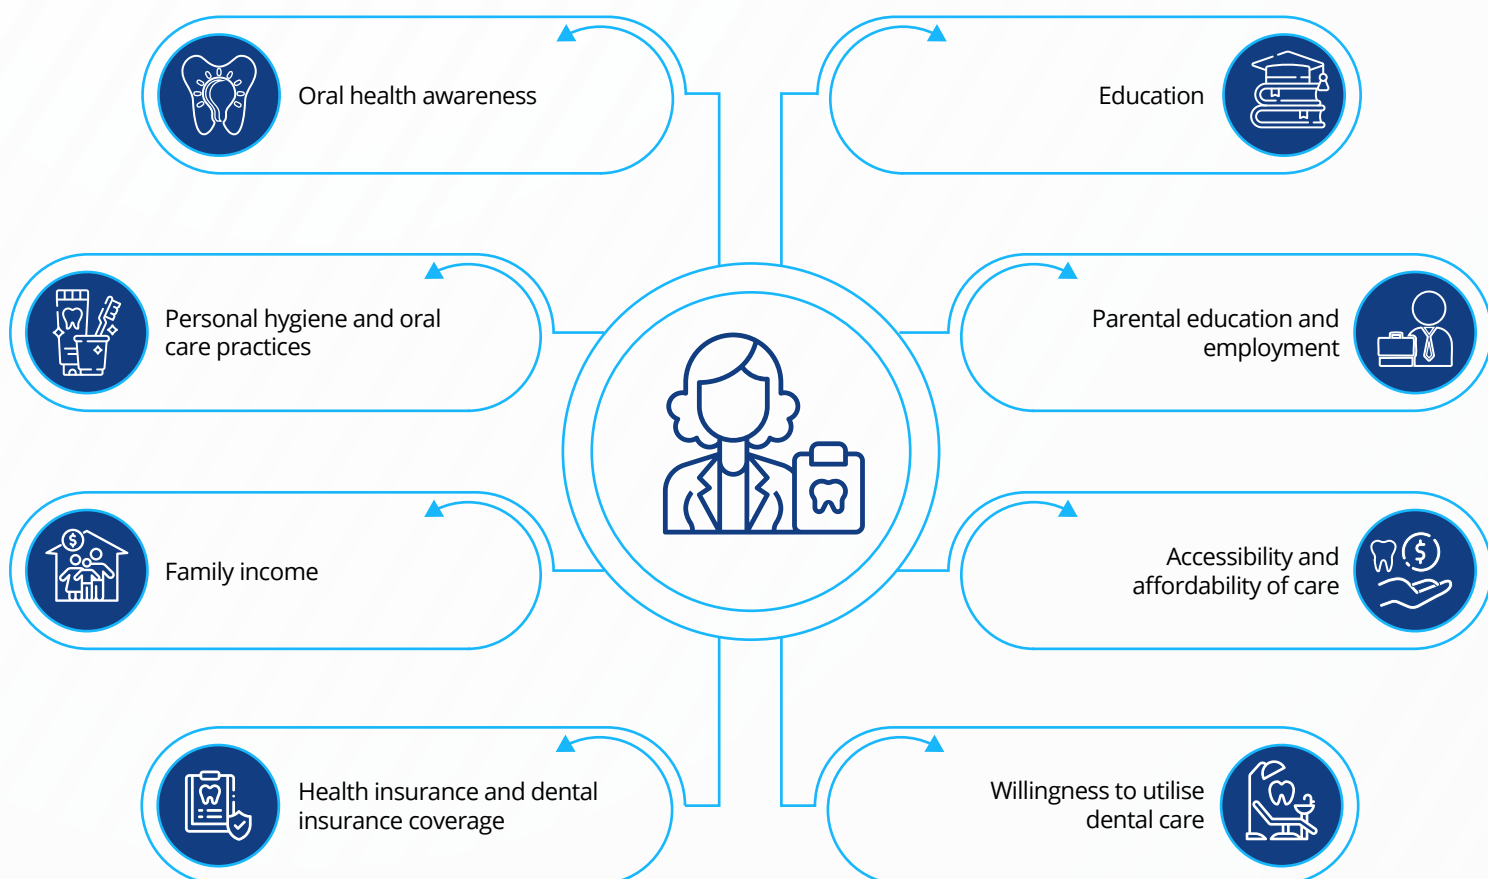 Oral health awareness
Education
Personal hygiene and oral
care practices
Parental education and
employment
Family income
Accessibility and
affordability of care
Health insurance and dental
insurance coverage
Willingness to utilise
dental care